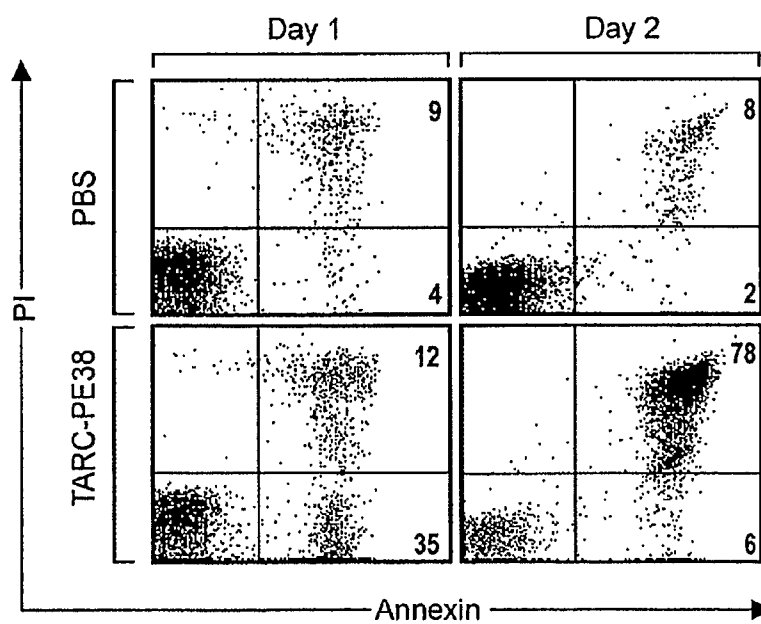 Day 1
Day 2
PBS
9
4
8
2
TARC-PE38
12
35
78
6
PI
Annexin